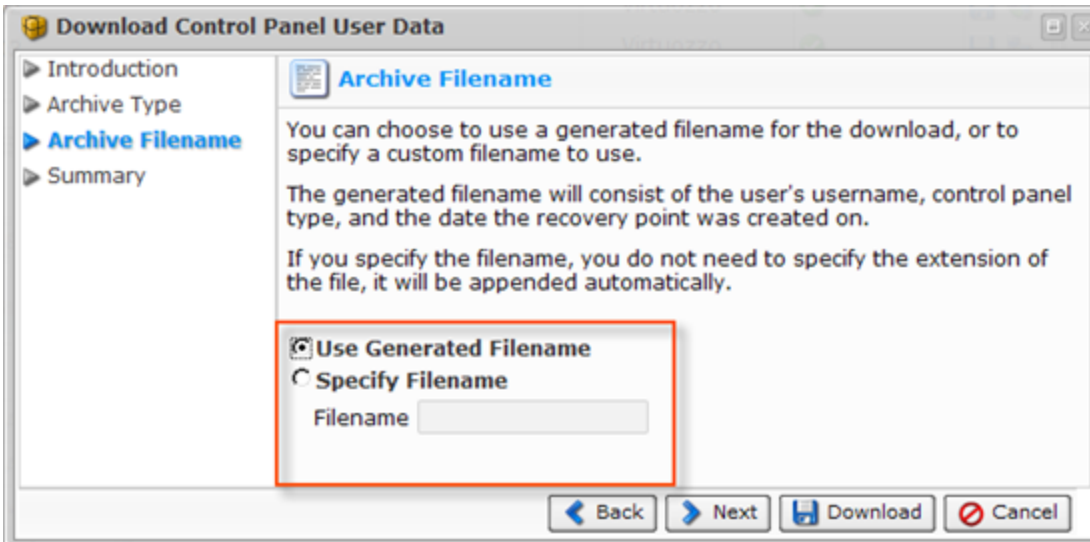 Download Control Panel User Data
Introduction
Archive Type
Archive Filename
Summary
Archive Filename
You can choose to use a generated filename for the download, or to
specify a custom filename to use.
The generated filename will consist of the user's username, control panel
type, and the date the recovery point was created on.
If you specify the filename, you do not need to specify the extension of
the file, it will be appended automatically.
Use Generated Filename
Specify Filename
Filename
Back Next Download Cancel